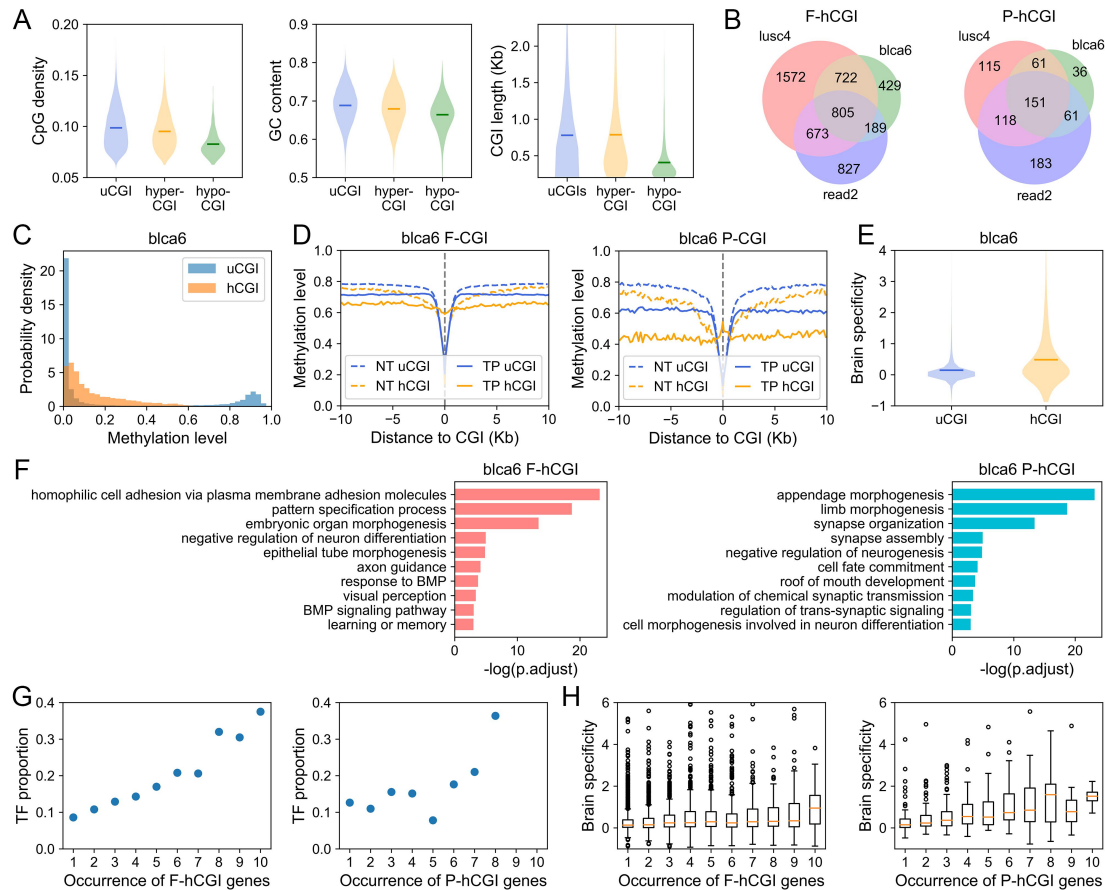 A
CpG density
0.20
0.15
0.10
0.05
uCGI
hyper-
CGI
hypo-
CGI
GC content
0.9
0.8
0.7
0.6
0.5
uCGI
hyper-
CGI
hypo-
CGI
CGI length (Kb)
2.0
1.5
1.0
0.5
uCGIs
hyper-
CGI
hypo-
CGI
B
F-hCGI
lusc4
blca6
1572
722
429
805
673
189
827
read2
P-hCGI
lusc4
blca6
115
61
36
151
118
61
183
read2
C
blca6
Probability density
20
15
10
5
0
uCGI
hCGI
0.0 0.2 0.4 0.6 0.8 1.0
Methylation level
D
blca6 F-CGI
Methylation level
1.0
0.8
0.6
0.4
0.2
0.0
NT uCGI TP uCGI
NT hCGI TP hCGI
−10 −5 0 5 10
Distance to CGI (Kb)
blca6 P-CGI
Methylation level
1.0
0.8
0.6
0.4
0.2
0.0
NT uCGI TP uCGI
NT hCGI TP hCGI
−10 −5 0 5 10
Distance to CGI (Kb)
E
blca6
Brain specificity
4
3
2
1
0
−1
uCGI hCGI
F
blca6 F-hCGI
homophilic cell adhesion via plasma membrane adhesion molecules
pattern specification process
embryonic organ morphogenesis
negative regulation of neuron differentiation
epithelial tube morphogenesis
axon guidance
response to BMP
visual perception
BMP signaling pathway
learning or memory
0 10 20
-log(p.adjust)
blca6 P-hCGI
appendage morphogenesis
limb morphogenesis
synapse organization
synapse assembly
negative regulation of neurogenesis
cell fate commitment
roof of mouth development
modulation of chemical synaptic transmission
regulation of trans-synaptic signaling
cell morphogenesis involved in neuron differentiation
0 10 20
-log(p.adjust)
G
TF proportion
0.4
0.3
0.2
0.1
0.0
1 2 3 4 5 6 7 8 9 10
Occurrence of F-hCGI genes
TF proportion
0.4
0.3
0.2
0.1
0.0
1 2 3 4 5 6 7 8 9 10
Occurrence of P-hCGI genes
H
Brain specificity
6
4
2
0
1 2 3 4 5 6 7 8 9 10
Occurrence of F-hCGI genes
Brain specificity
6
4
2
0
1 2 3 4 5 6 7 8 9 10
Occurrence of P-hCGI genes